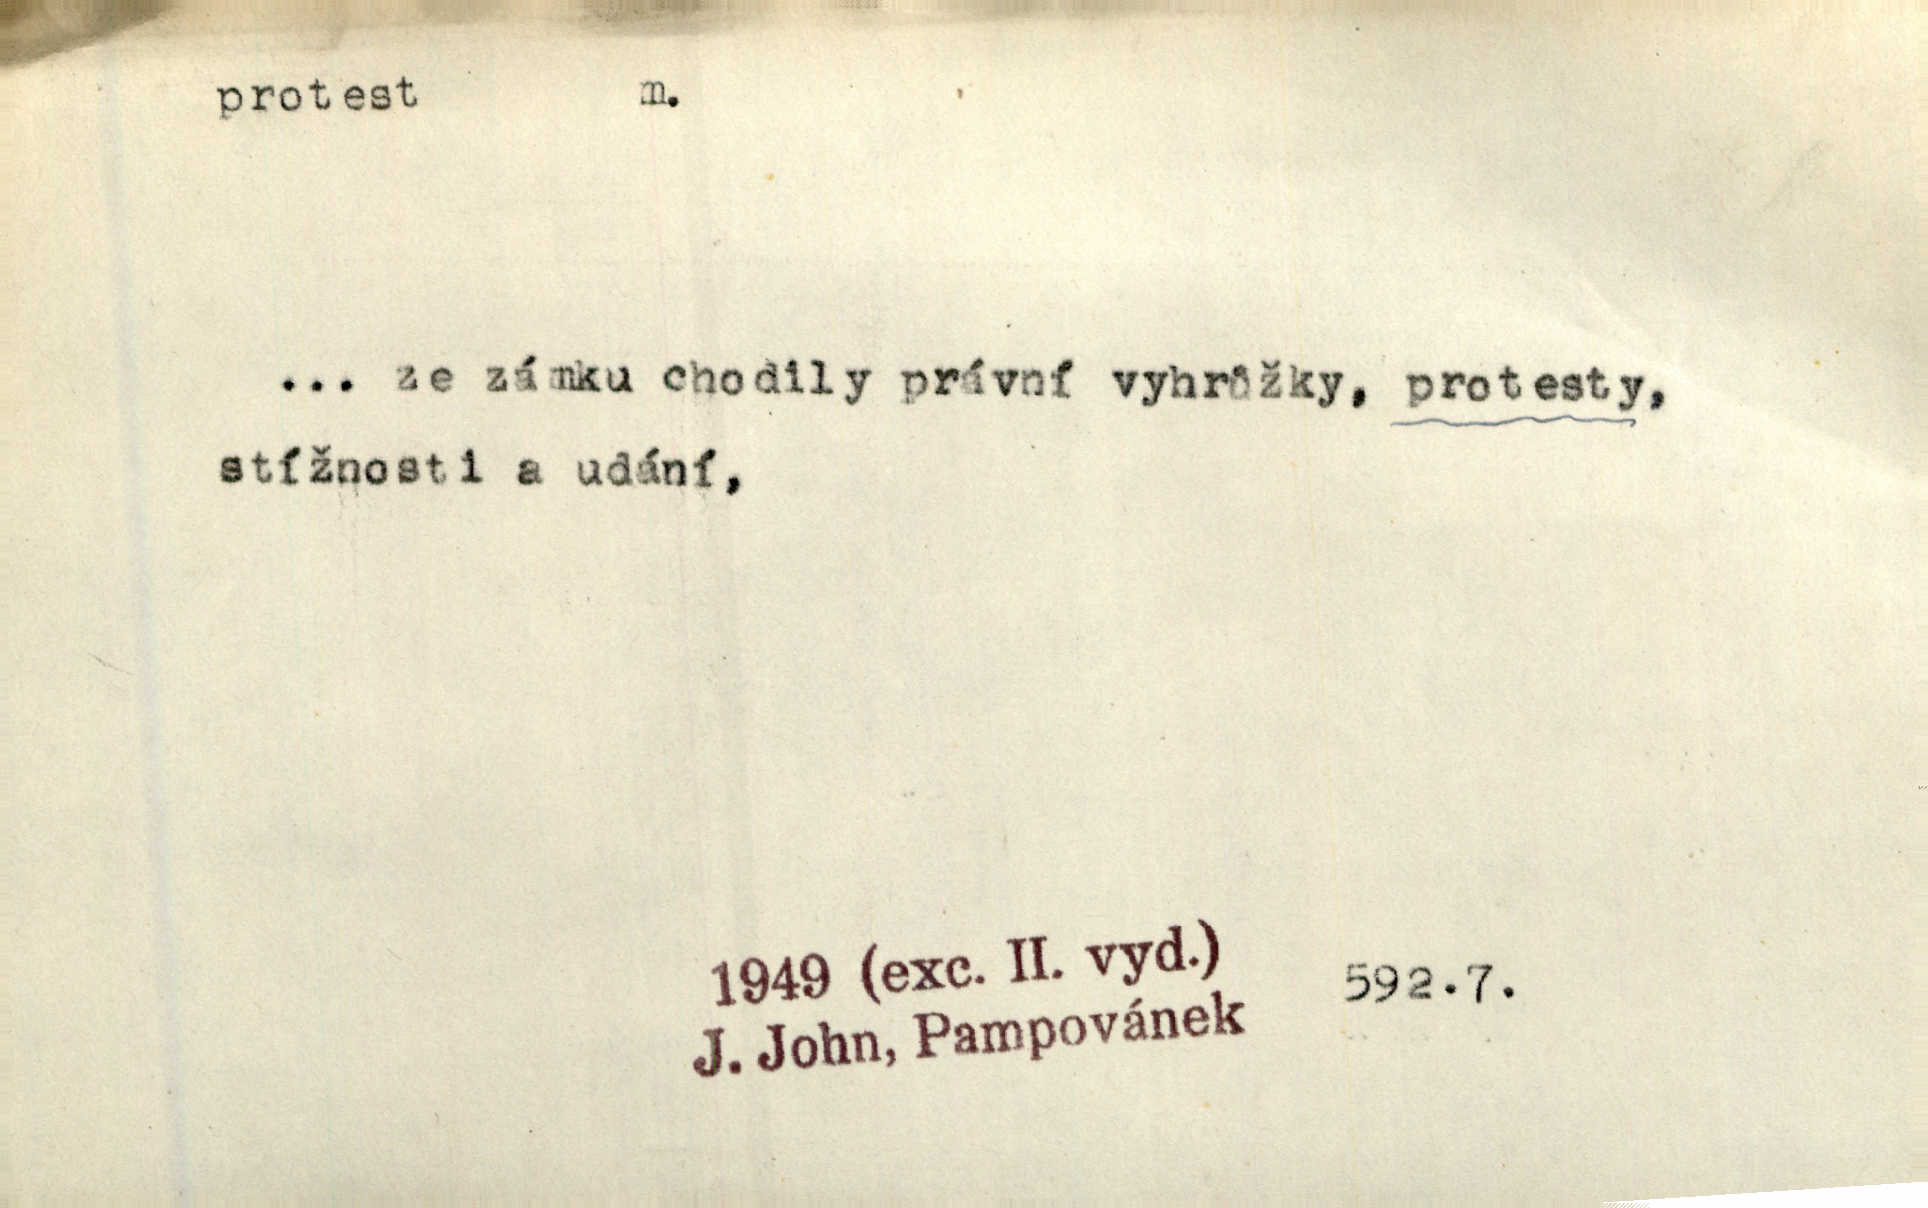 protest m.
... ze zámku chodily právní vyhrůžky, protesty,
stížnosti a udání,
1949 (exc. II. vyd.)
J. John, Pampovánek 592.7.